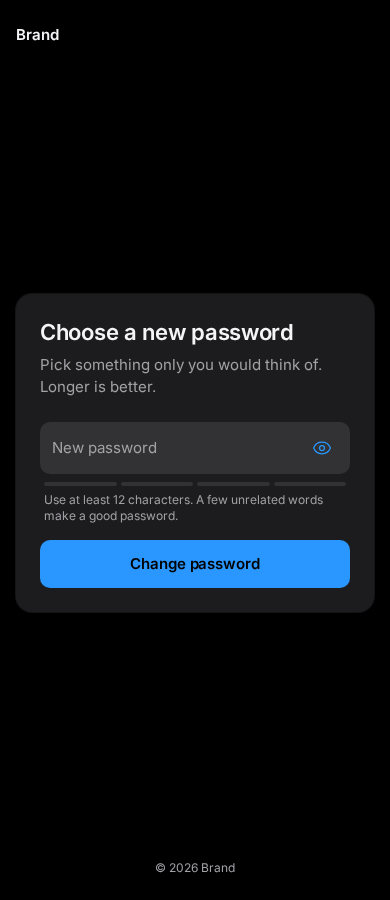 Brand
Choose a new password
Pick something only you would think of.
Longer is better.
New password
Use at least 12 characters. A few unrelated words
make a good password.
Change password
© 2026 Brand